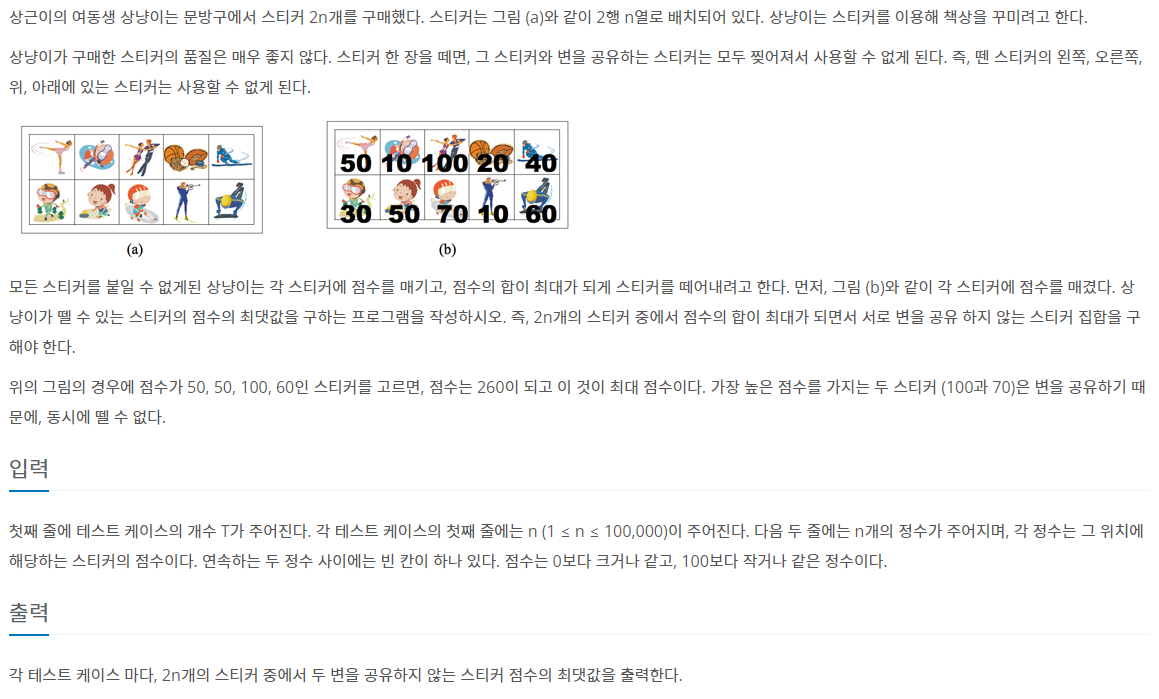 상근이의 여동생 상냥이는 문방구에서 스티커 2n개를 구매했다. 스티커는 그림 (a)와 같이 2행 n열로 배치되어 있다. 상냥이는 스티커를 이용해 책상을 꾸미려고 한다.
상냥이가 구매한 스티커의 품질은 매우 좋지 않다. 스티커 한 장을 떼면, 그 스티커와 변을 공유하는 스티커는 모두 찢어져서 사용할 수 없게 된다. 즉, 뗀 스티커의 왼쪽, 오른쪽,
위, 아래에 있는 스티커는 사용할 수 없게 된다.
50 10 100 20 40
30 50 70 10 60
(a) (b)
모든 스티커를 붙일 수 없게된 상냥이는 각 스티커에 점수를 매기고, 점수의 합이 최대가 되게 스티커를 떼어내려고 한다. 먼저, 그림 (b)와 같이 각 스티커에 점수를 매겼다. 상
냥이가 뗄 수 있는 스티커의 점수의 최댓값을 구하는 프로그램을 작성하시오. 즉, 2n개의 스티커 중에서 점수의 합이 최대가 되면서 서로 변을 공유 하지 않는 스티커 집합을 구
해야 한다.
위의 그림의 경우에 점수가 50, 50, 100, 60인 스티커를 고르면, 점수는 260이 되고 이 것이 최대 점수이다. 가장 높은 점수를 가지는 두 스티커 (100과 70)은 변을 공유하기 때
문에, 동시에 뗄 수 없다.
입력
첫째 줄에 테스트 케이스의 개수 T가 주어진다. 각 테스트 케이스의 첫째 줄에는 n (1 ≤ n ≤ 100,000)이 주어진다. 다음 두 줄에는 n개의 정수가 주어지며, 각 정수는 그 위치에
해당하는 스티커의 점수이다. 연속하는 두 정수 사이에는 빈 칸이 하나 있다. 점수는 0보다 크거나 같고, 100보다 작거나 같은 정수이다.
출력
각 테스트 케이스 마다, 2n개의 스티커 중에서 두 변을 공유하지 않는 스티커 점수의 최댓값을 출력한다.